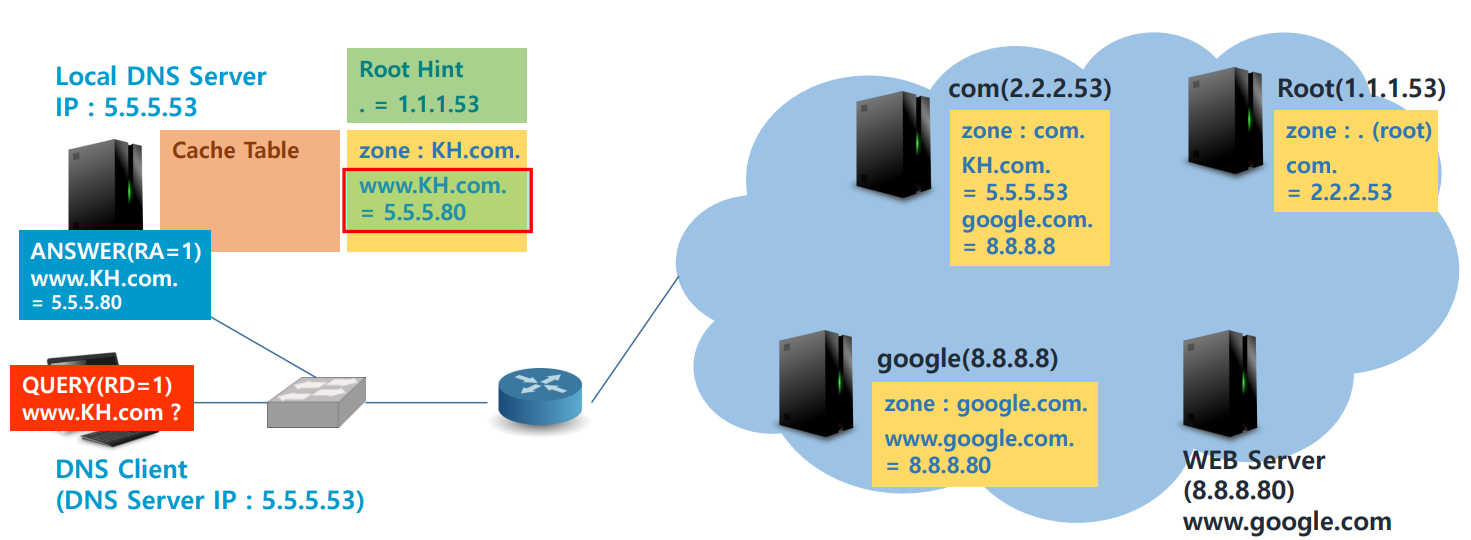 Local DNS Server
IP : 5.5.5.53
Root Hint
. = 1.1.1.53
Cache Table
zone : KH.com.
www.KH.com.
= 5.5.5.80
ANSWER(RA=1)
www.KH.com.
= 5.5.5.80
QUERY(RD=1)
www.KH.com ?
DNS Client
(DNS Server IP : 5.5.5.53)
com(2.2.2.53)
zone : com.
KH.com.
= 5.5.5.53
google.com.
= 8.8.8.8
Root(1.1.1.53)
zone : . (root)
com.
= 2.2.2.53
google(8.8.8.8)
zone : google.com.
www.google.com.
= 8.8.8.80
WEB Server
(8.8.8.80)
www.google.com